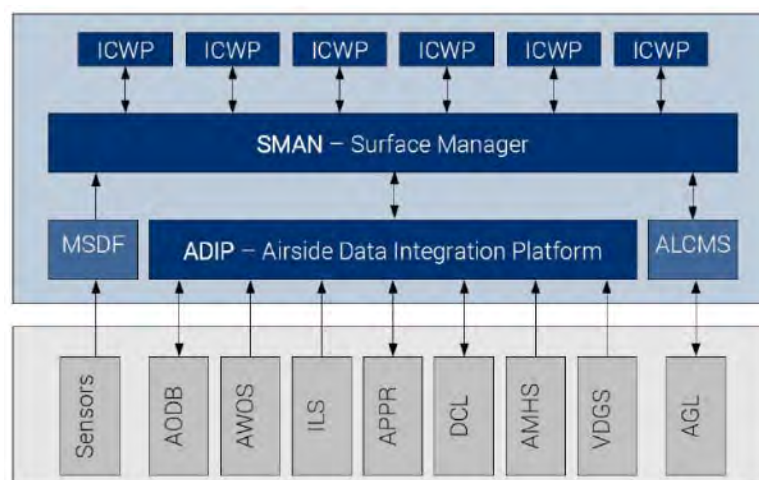 ICWP ICWP ICWP ICWP ICWP ICWP
SMAN – Surface Manager
MSDF
ADIP – Airside Data Integration Platform
ALCMS
Sensors
AODB
AWOS
ILS
APPR
DCL
AMHS
VDGS
AGL